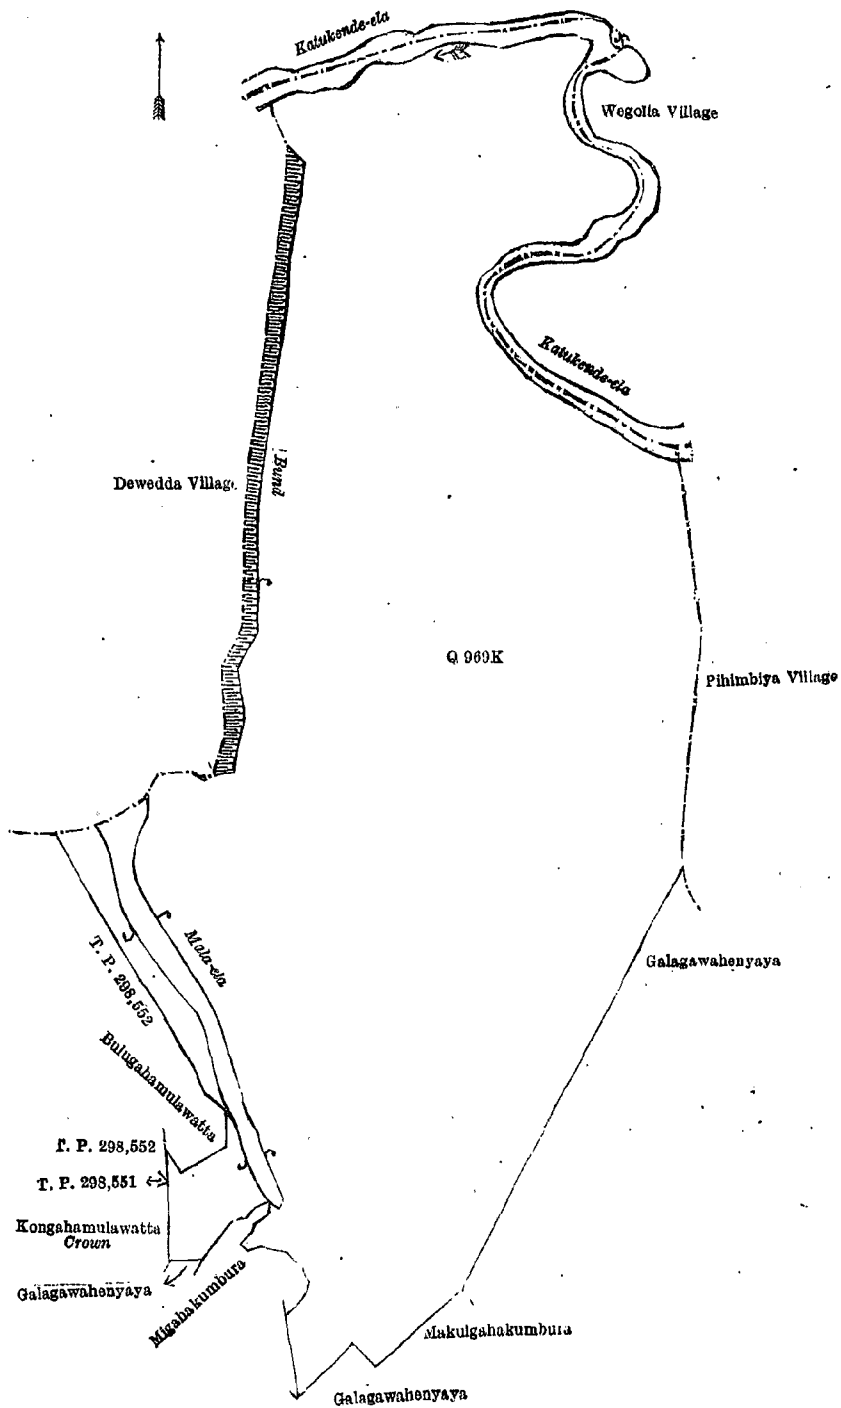 Katukende-ela
Wegolla Village
Katukende-ela
Bund
Dewedda Village
Q 969K
Pihimbiya Village
Mala-ela
Galagawahenyaya
T. P. 298,552
Bulugahamulawatta
T. P. 298,552
T. P. 298,551
Kongahamulawatta
Crown
Galagawahenyaya
Migahakumbura
Makulgahakumbura
Galagawahenyaya